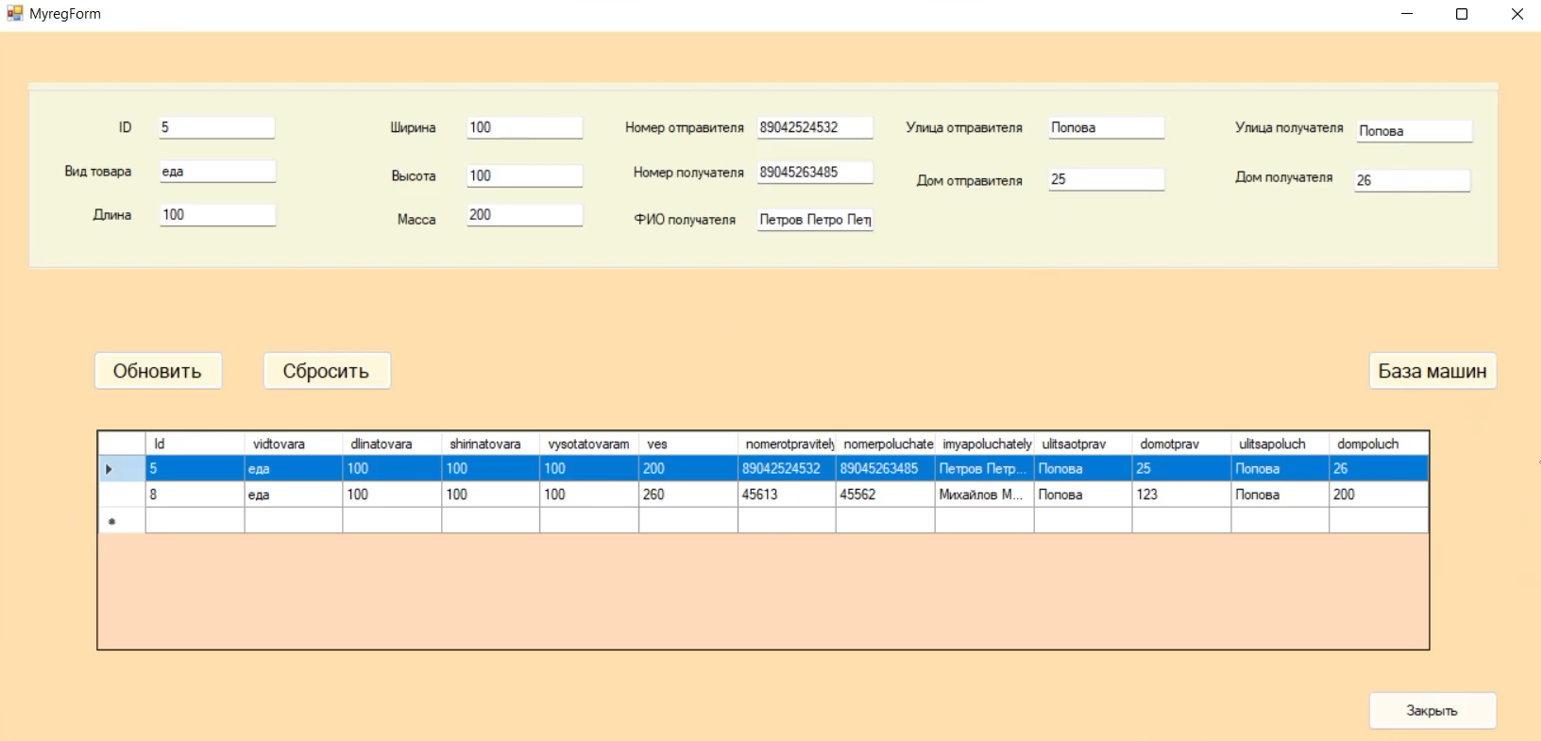 MyregForm
ID 5 Ширина 100 Номер отправителя 89042524532 Улица отправителя Попова Улица получателя Попова
Вид товара еда Высота 100 Номер получателя 89045263485 Дом отправителя 25 Дом получателя 26
Длина 100 Масса 200 ФИО получателя Петров Петро Пет
Обновить Сбросить База машин
Id vidtovara dlinatovara shirinatovara vysotatovaram ves nomerotpravitely nomerpoluchate imyapoluchately ulitsaotprav domotprav ulitsapoluch dompoluch
5 еда 100 100 100 200 89042524532 89045263485 Петров Петр... Попова 25 Попова 26
8 еда 100 100 100 260 45613 45562 Михайлов М... Попова 123 Попова 200
Закрыть